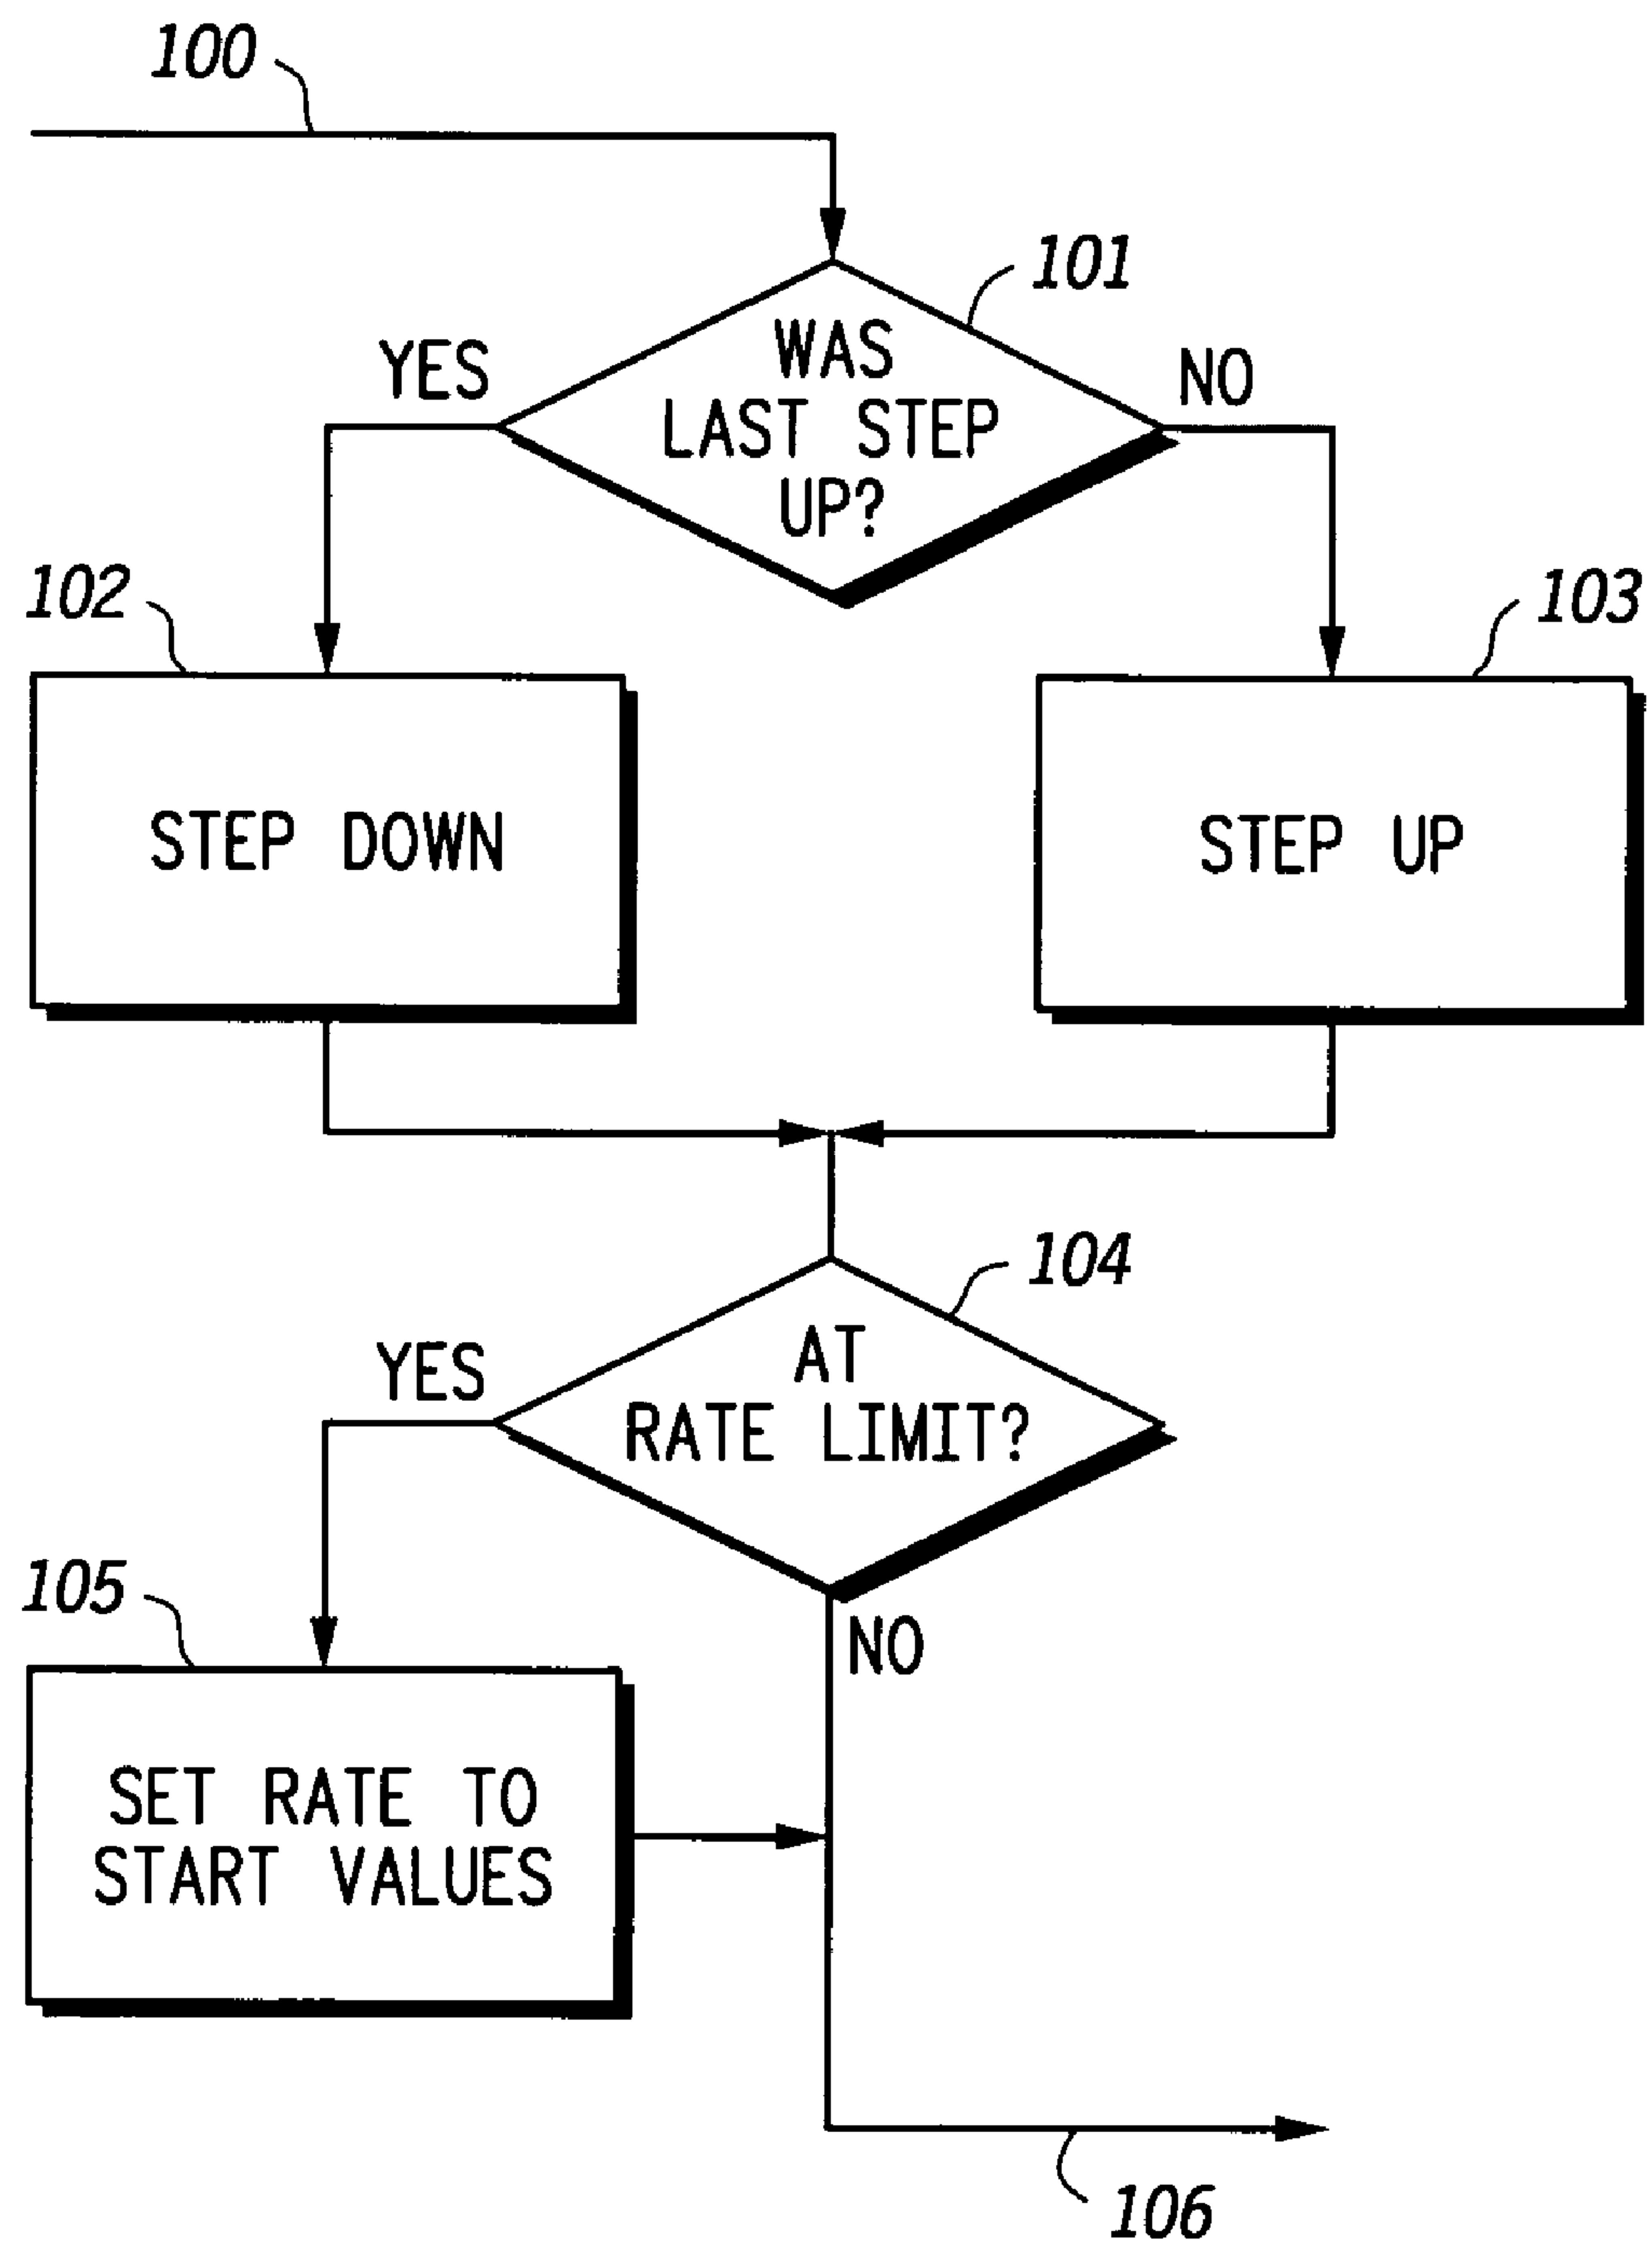 100
101
YES
WAS
LAST STEP
UP?
NO
102
103
STEP DOWN
STEP UP
104
YES
AT
RATE LIMIT?
105
NO
SET RATE TO
START VALUES
106